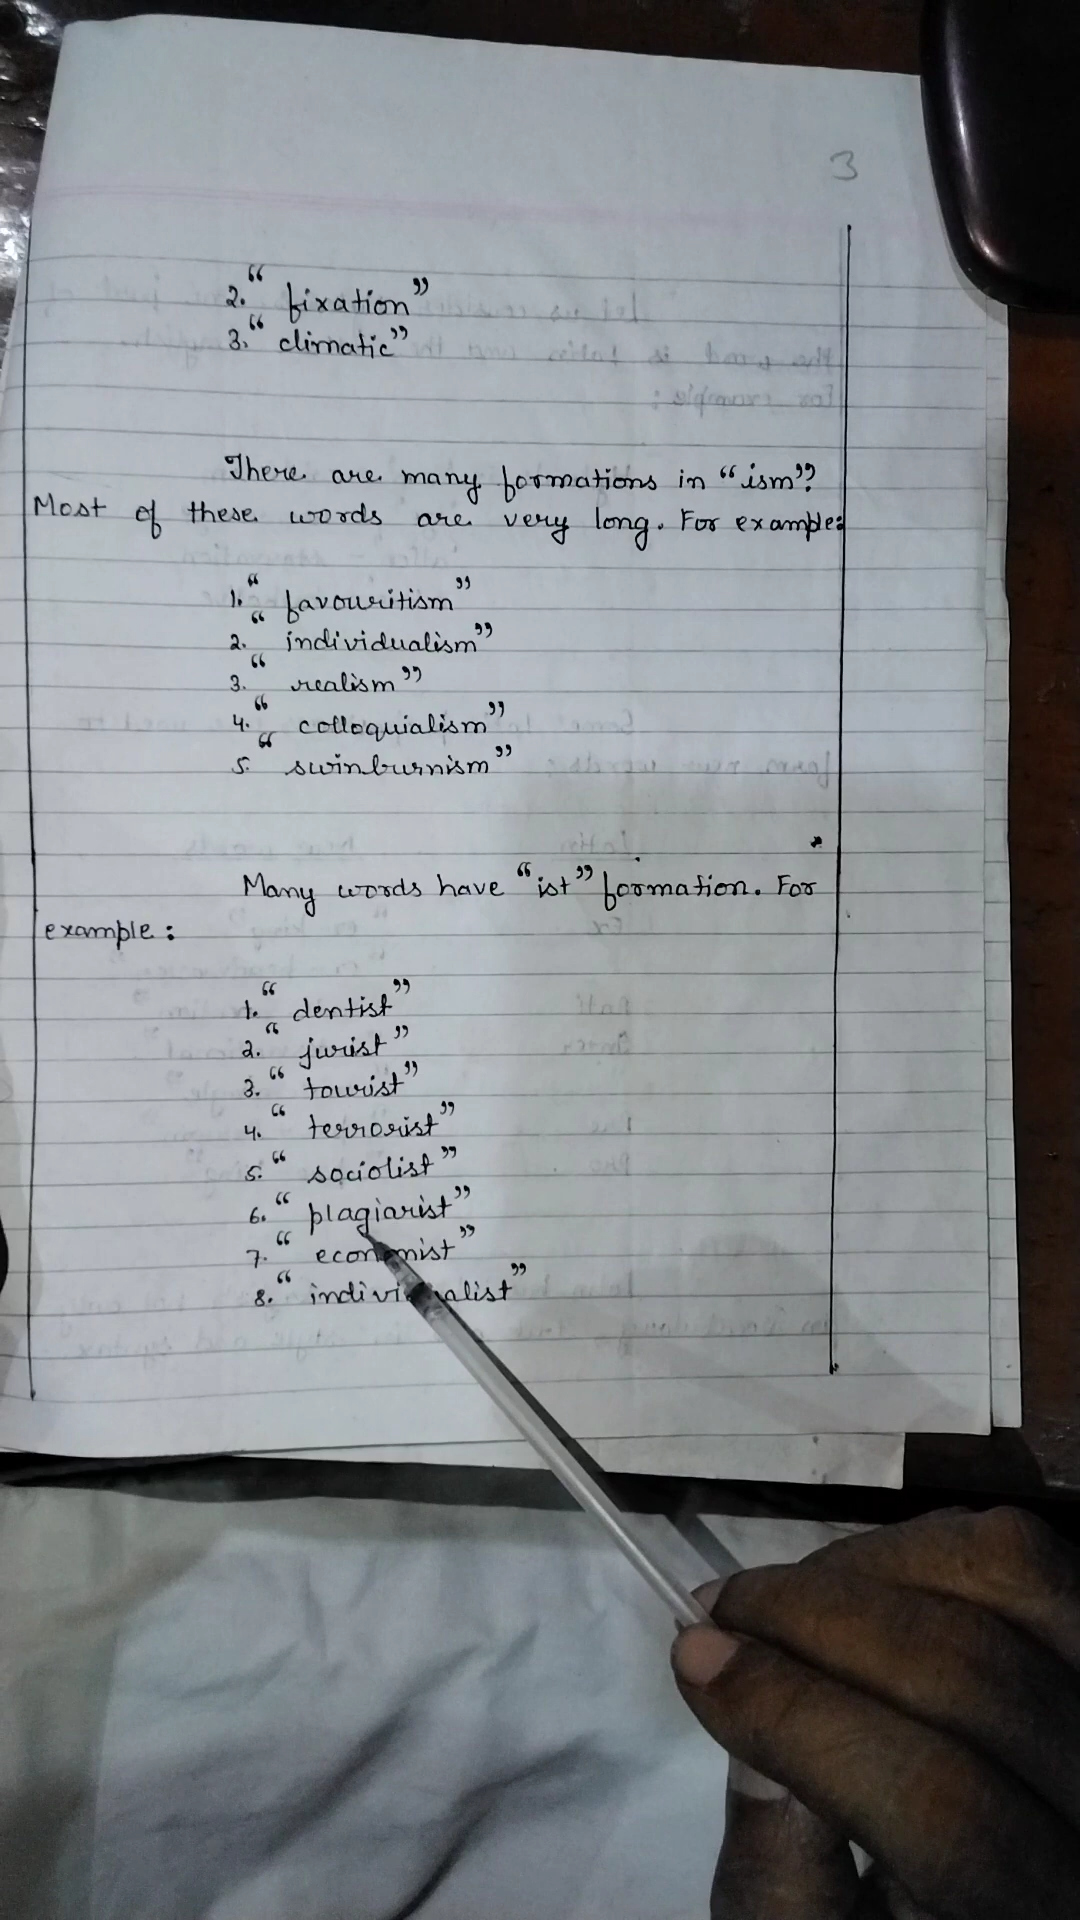 3
2. “fixation”
3. “climatic”
There are many formations in “ism”.
Most of these words are very long. For example:
1. “favouritism”
2. “individualism”
3. “realism”
4. “colloquialism”
5. “swinburnism”
Many words have “ist” formation. For
example:
1. “dentist”
2. “jurist”
3. “tourist”
4. “terrorist”
5. “sociolist”
6. “plagiarist”
7. “economist”
8. “individualist”